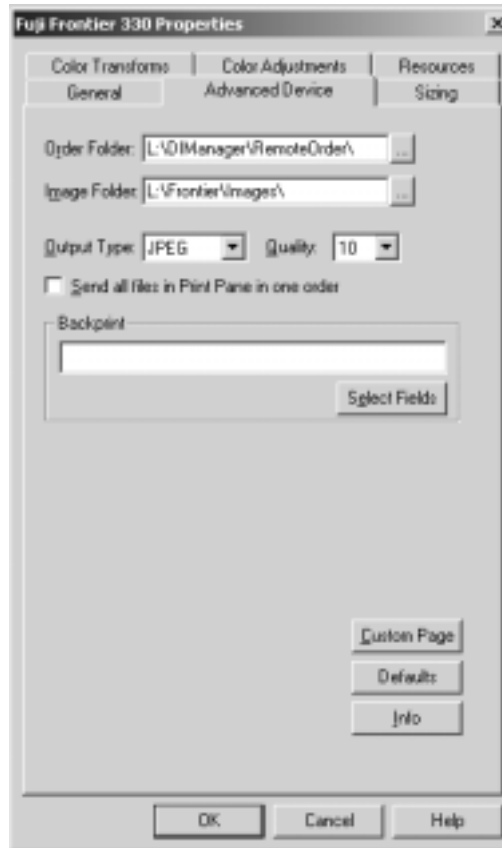 Fuji Frontier 330 Properties
Color Transforms Color Adjustments Resources
General Advanced Device Sizing
Order Folder: L:\DIManager\RemoteOrder\ ...
Image Folder: L:\Frontier\Images\ ...
Output Type: JPEG Quality: 10
Send all files in Print Pane in one order
Backprint
Select Fields
Custom Page
Defaults
Info
OK Cancel Help